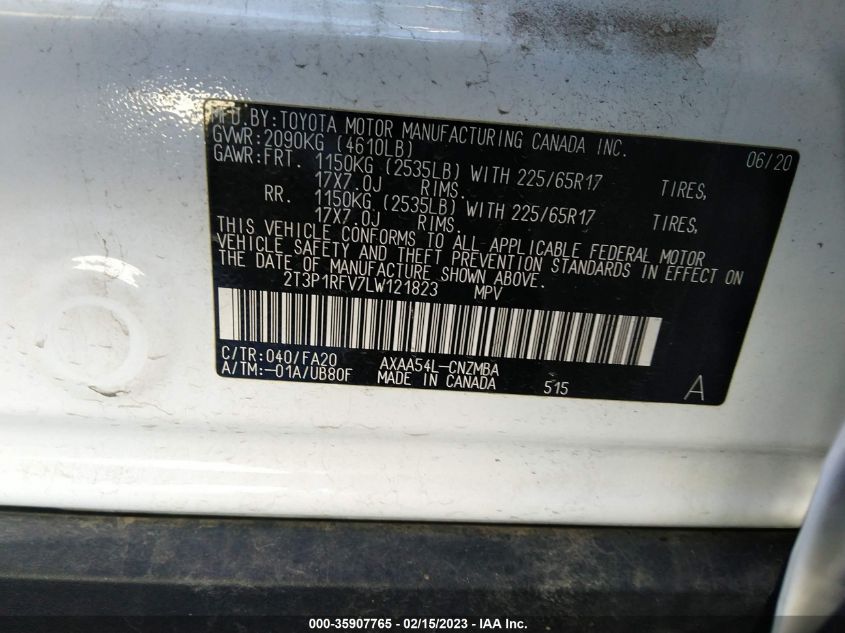 MFD.BY:TOYOTA MOTOR MANUFACTURING CANADA INC.
GVWR:2090KG (4610LB) 06/20
GAWR:FRT. 1150KG (2535LB) WITH 225/65R17 TIRES,
17X7.0J RIMS.
RR. 1150KG (2535LB) WITH 225/65R17 TIRES,
17X7.0J RIMS.
THIS VEHICLE CONFORMS TO ALL APPLICABLE FEDERAL MOTOR
VEHICLE SAFETY AND THEFT PREVENTION STANDARDS IN EFFECT ON
THE DATE OF MANUFACTURE SHOWN ABOVE.
2T3P1RFV7LW121823 MPV
C/TR:040/FA20 AXAA54L-CNZMBA
A/TM:-01A/UB80F MADE IN CANADA 515 A
000-35907765 - 02/15/2023 - IAA Inc.